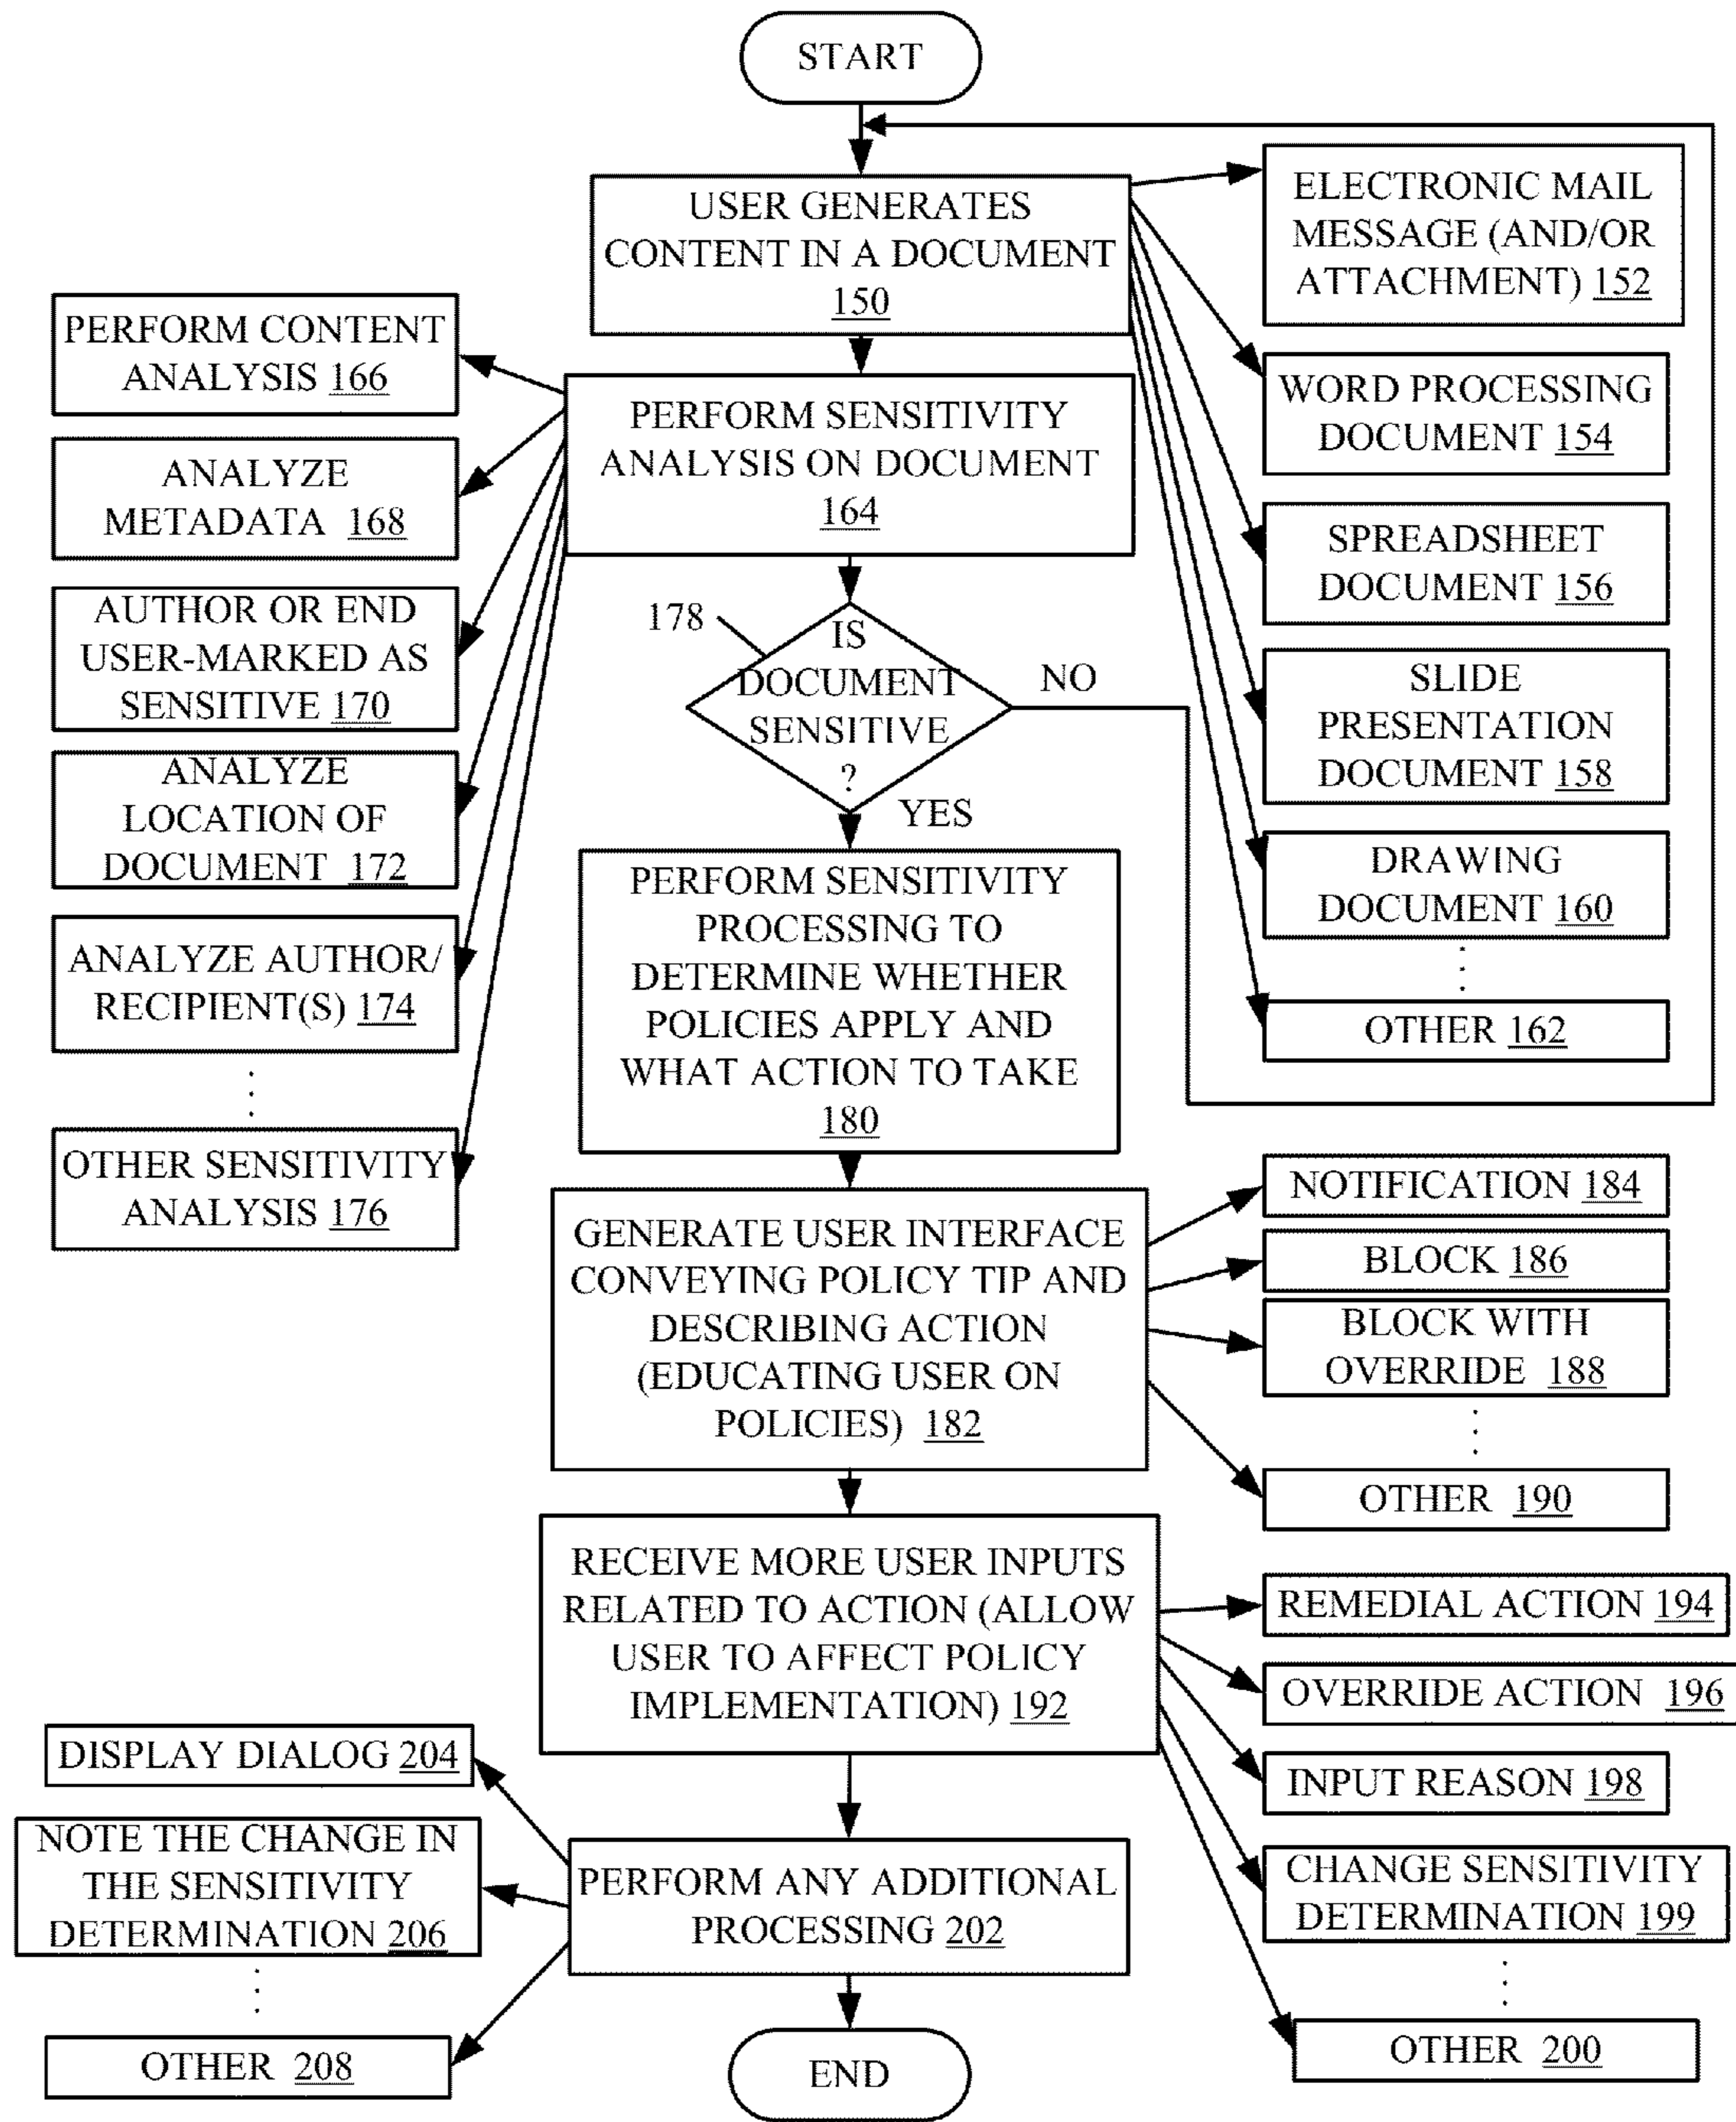 START
USER GENERATES
CONTENT IN A DOCUMENT
150
ELECTRONIC MAIL
MESSAGE (AND/OR
ATTACHMENT) 152
WORD PROCESSING
DOCUMENT 154
SPREADSHEET
DOCUMENT 156
SLIDE
PRESENTATION
DOCUMENT 158
DRAWING
DOCUMENT 160
OTHER 162
PERFORM SENSITIVITY
ANALYSIS ON DOCUMENT
164
PERFORM CONTENT
ANALYSIS 166
ANALYZE
METADATA 168
AUTHOR OR END
USER-MARKED AS
SENSITIVE 170
ANALYZE
LOCATION OF
DOCUMENT 172
ANALYZE AUTHOR/
RECIPIENT(S) 174
OTHER SENSITIVITY
ANALYSIS 176
178
IS
DOCUMENT
SENSITIVE
?
NO
YES
PERFORM SENSITIVITY
PROCESSING TO
DETERMINE WHETHER
POLICIES APPLY AND
WHAT ACTION TO TAKE
180
GENERATE USER INTERFACE
CONVEYING POLICY TIP AND
DESCRIBING ACTION
(EDUCATING USER ON
POLICIES) 182
NOTIFICATION 184
BLOCK 186
BLOCK WITH
OVERRIDE 188
OTHER 190
RECEIVE MORE USER INPUTS
RELATED TO ACTION (ALLOW
USER TO AFFECT POLICY
IMPLEMENTATION) 192
REMEDIAL ACTION 194
OVERRIDE ACTION 196
INPUT REASON 198
CHANGE SENSITIVITY
DETERMINATION 199
OTHER 200
PERFORM ANY ADDITIONAL
PROCESSING 202
DISPLAY DIALOG 204
NOTE THE CHANGE IN
THE SENSITIVITY
DETERMINATION 206
OTHER 208
END